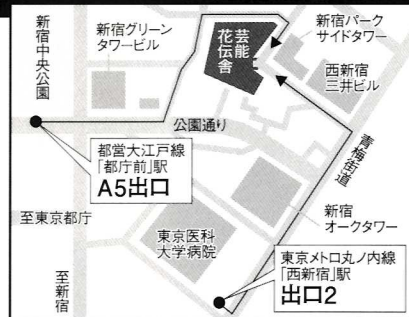 新宿中央公園
新宿グリーン
タワービル
芸能
花伝舎
新宿パーク
サイドタワー
西新宿
三井ビル
公園通り
青梅街道
都営大江戸線
「都庁前」駅
A5出口
至東京都庁
至新宿
東京医科
大学病院
新宿
オークタワー
東京メトロ丸ノ内線
「西新宿」駅
出口2